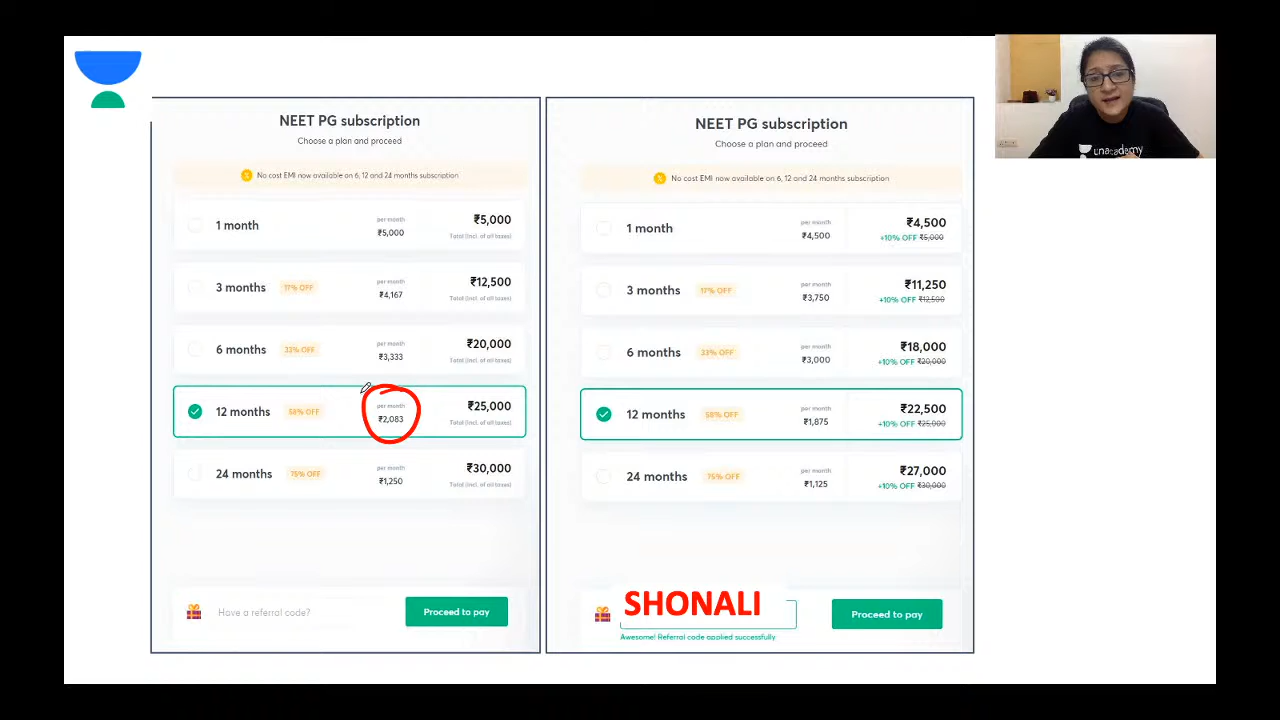 NEET PG subscription
Choose a plan and proceed
No cost EMI now available on 6, 12 and 24 months subscription
1 month
per month
₹5,000
₹5,000
Total (Incl. of all taxes)
3 months 17% OFF
per month
₹4,167
₹12,500
Total (Incl. of all taxes)
6 months 33% OFF
per month
₹3,333
₹20,000
Total (Incl. of all taxes)
12 months 58% OFF
per month
₹2,083
₹25,000
Total (Incl. of all taxes)
24 months 75% OFF
per month
₹1,250
₹30,000
Total (Incl. of all taxes)
Have a referral code?
Proceed to pay
NEET PG subscription
Choose a plan and proceed
No cost EMI now available on 6, 12 and 24 months subscription
1 month
per month
₹4,500
₹4,500
+10% OFF ₹5,000
3 months 17% OFF
per month
₹3,750
₹11,250
+10% OFF ₹12,500
6 months 33% OFF
per month
₹3,000
₹18,000
+10% OFF ₹20,000
12 months 58% OFF
per month
₹1,875
₹22,500
+10% OFF ₹25,000
24 months 75% OFF
per month
₹1,125
₹27,000
+10% OFF ₹30,000
SHONALI
Awesome! Referral code applied successfully
Proceed to pay
unacademy